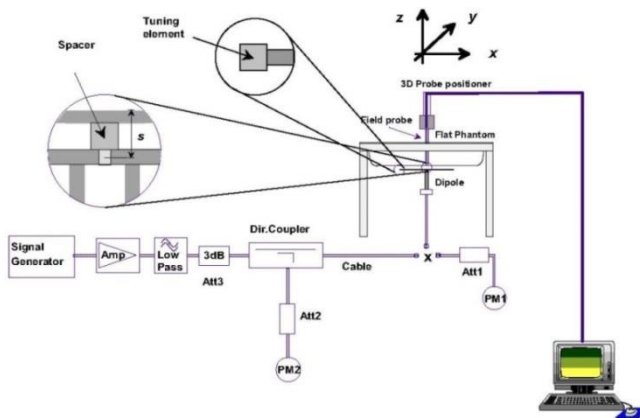 Tuning
element
Spacer
s
z
y
x
3D Probe positioner
Field probe
Flat Phantom
Dipole
Signal
Generator
Amp
Low
Pass
3dB
Att3
Dir.Coupler
Cable
x
Att1
PM1
Att2
PM2